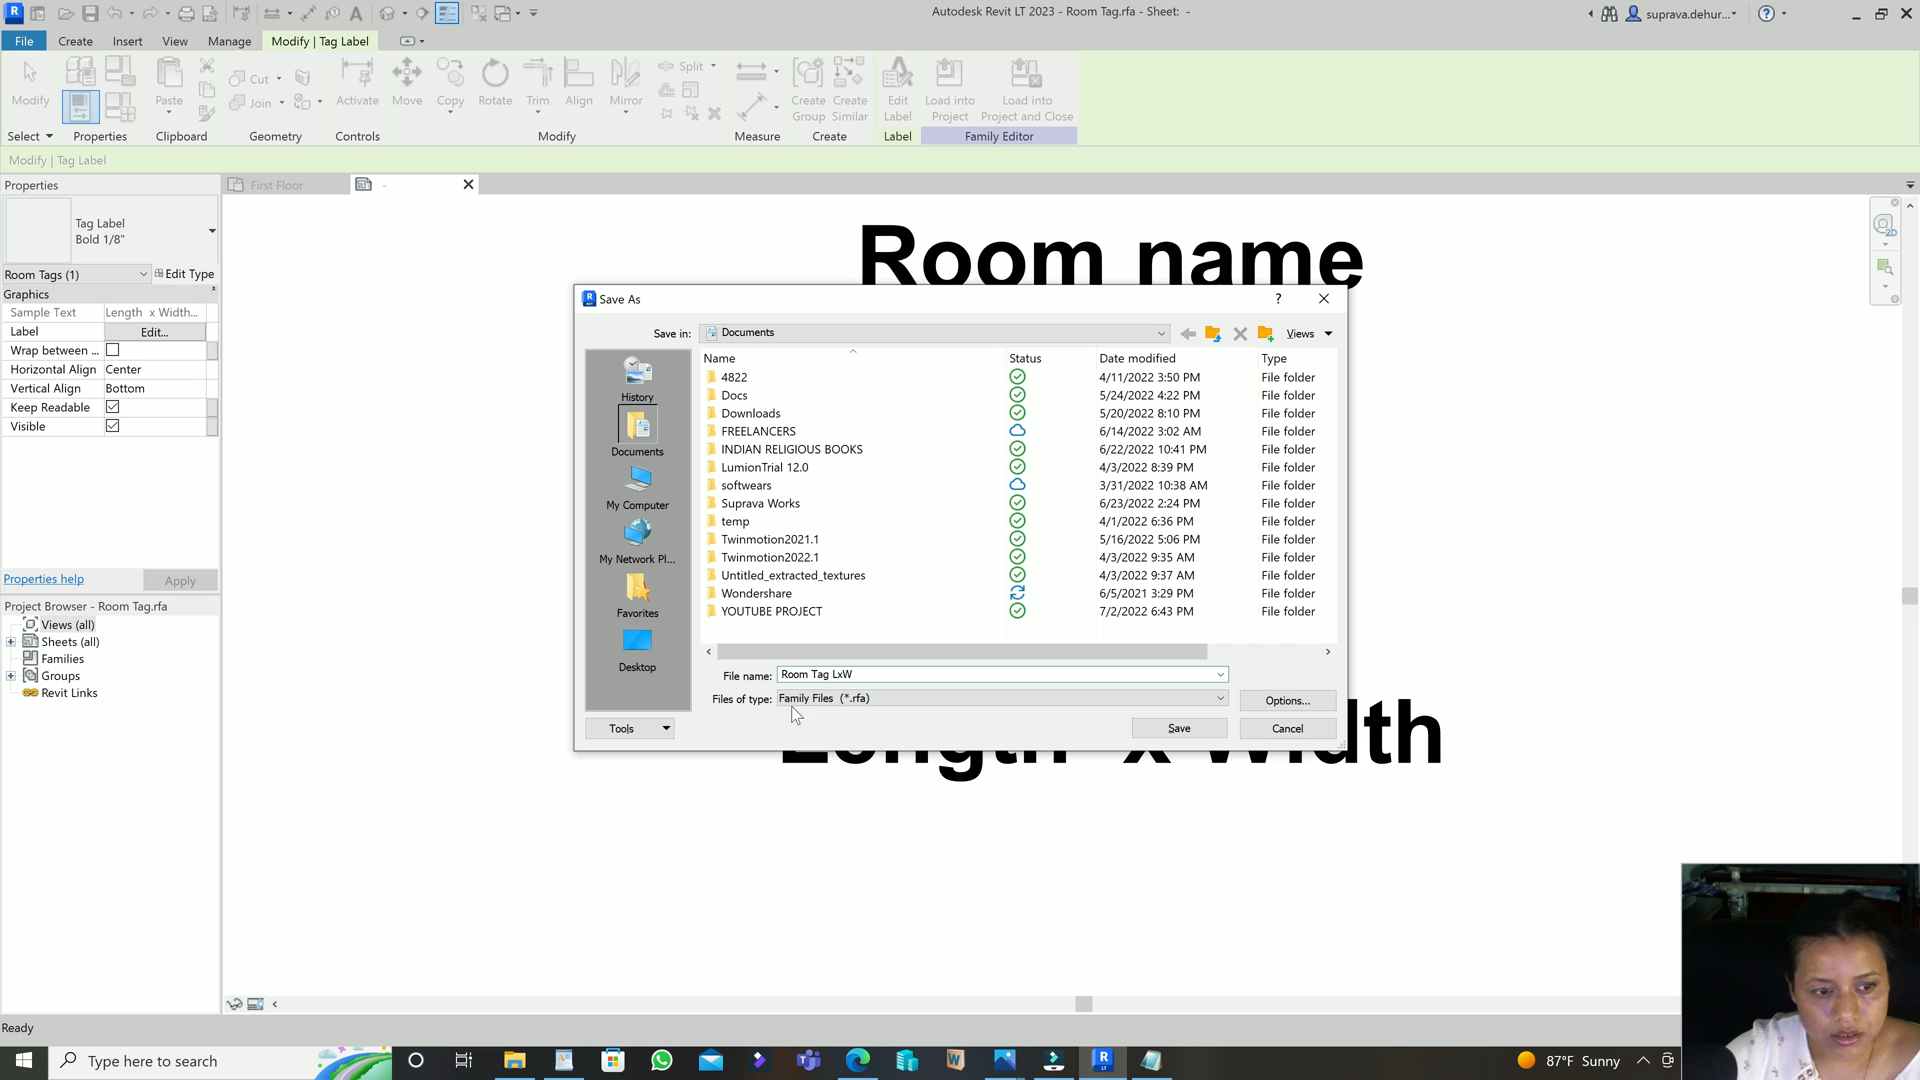 Autodesk Revit LT 2023 - Room Tag.rfa - Sheet: -
suprava.dehur...
File Create Insert View Manage Modify | Tag Label
Modify
Paste
Cut
Join
Activate
Move
Copy
Rotate
Trim
Align
Mirror
Split
Create Group
Create Similar
Edit Label
Load into Project
Load into Project and Close
Select Properties Clipboard Geometry Controls Modify Measure Create Label Family Editor
Modify | Tag Label
Properties
First Floor
-
Tag Label
Bold 1/8"
Room Tags (1) Edit Type
Graphics
Sample Text Length x Width...
Label Edit...
Wrap between ...
Horizontal Align Center
Vertical Align Bottom
Keep Readable
Visible
Properties help Apply
Project Browser - Room Tag.rfa
Views (all)
Sheets (all)
Families
Groups
Revit Links
Room name
Save As
Save in: Documents Views
History
Documents
My Computer
My Network Pl...
Favorites
Desktop
Name Status Date modified Type
4822 4/11/2022 3:50 PM File folder
Docs 5/24/2022 4:22 PM File folder
Downloads 5/20/2022 8:10 PM File folder
FREELANCERS 6/14/2022 3:02 AM File folder
INDIAN RELIGIOUS BOOKS 6/22/2022 10:41 PM File folder
LumionTrial 12.0 4/3/2022 8:39 PM File folder
softwears 3/31/2022 10:38 AM File folder
Suprava Works 6/23/2022 2:24 PM File folder
temp 4/1/2022 6:36 PM File folder
Twinmotion2021.1 5/16/2022 5:06 PM File folder
Twinmotion2022.1 4/3/2022 9:35 AM File folder
Untitled_extracted_textures 4/3/2022 9:37 AM File folder
Wondershare 6/5/2021 3:29 PM File folder
YOUTUBE PROJECT 7/2/2022 6:43 PM File folder
File name: Room Tag LxW
Files of type: Family Files (*.rfa) Options...
Tools Save Cancel
Length x Width
Ready
Type here to search
87°F Sunny